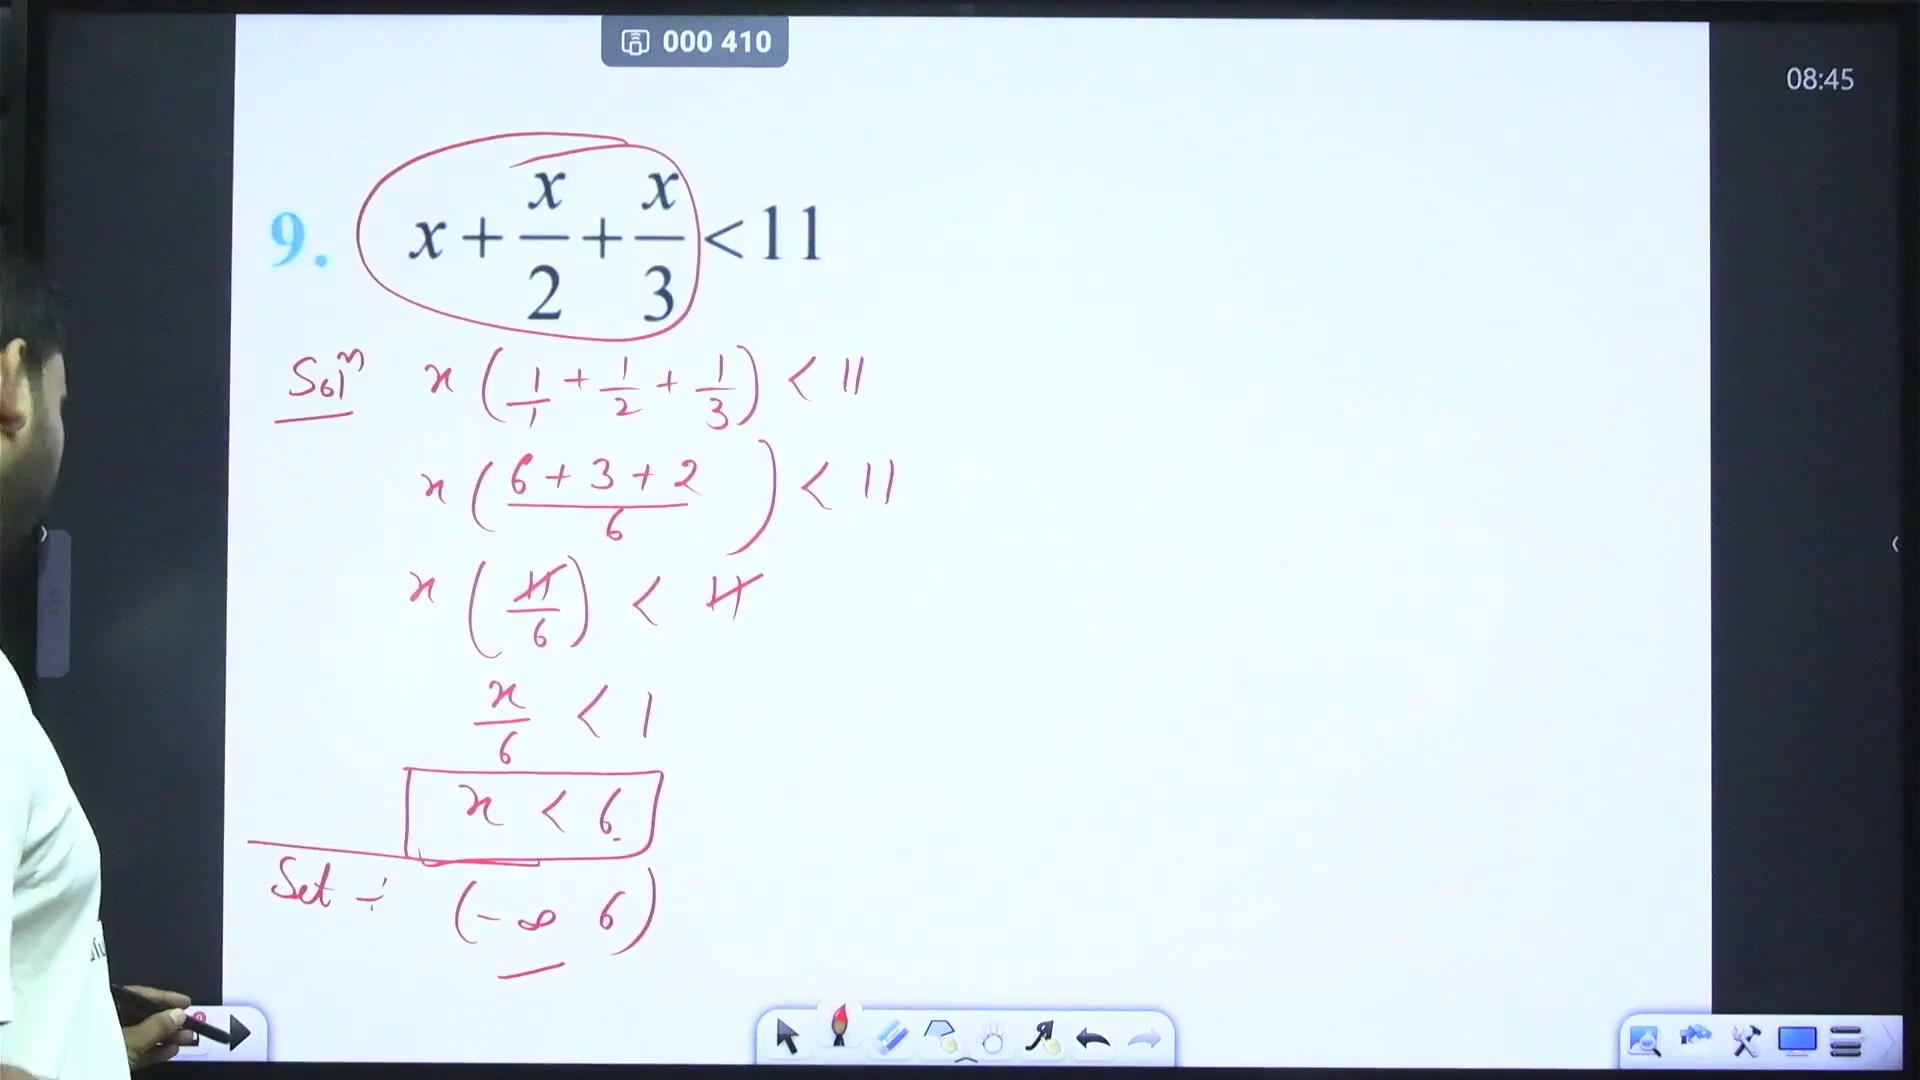 000 410
08:45
9. x + x/2 + x/3 < 11
Solⁿ x (1/1 + 1/2 + 1/3) < 11
x ((6 + 3 + 2)/6) < 11
x (11/6) < 11
x/6 < 1
x < 6
Set ÷ (-∞ 6)